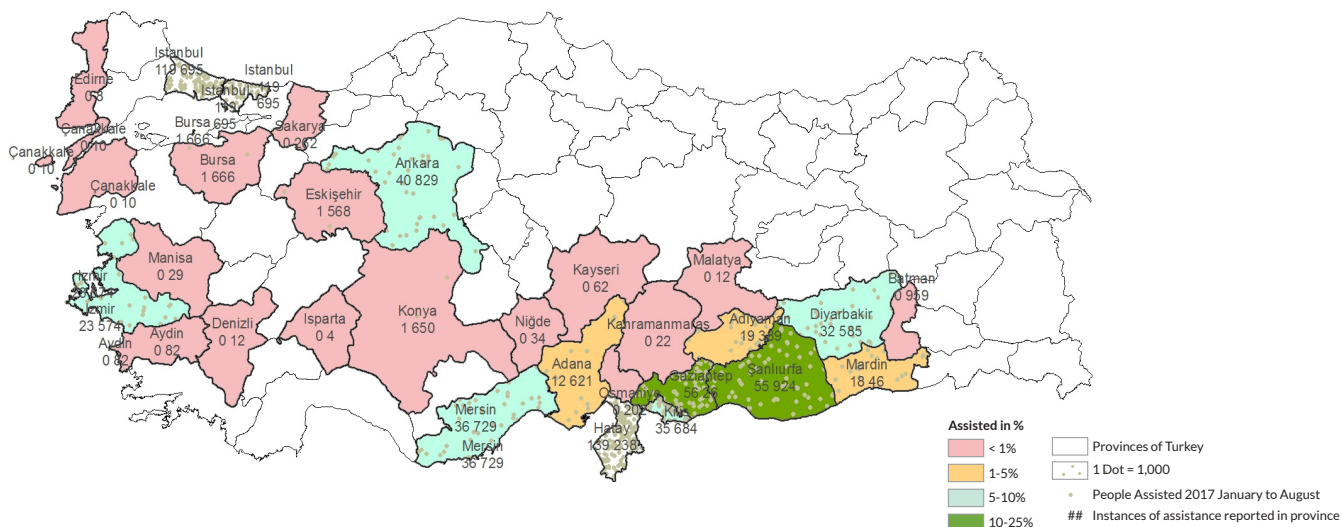 Istanbul
119 695
Istanbul
119
695
Istanbul
119
695
Edirne
0 8
Çanakkale
0 10
Çanakkale
0 10
Çanakkale
0 10
Bursa
1 666
Bursa
1 666
Sakarya
0 262
Ankara
40 829
Eskişehir
1 568
Manisa
0 29
Izmir
Izmir
23 574
Aydin
0 82
Aydin
0 82
Denizli
0 12
Isparta
0 4
Konya
1 650
Niğde
0 34
Kayseri
0 62
Malatya
0 12
Kahramanmaraş
0 22
Adiyaman
19 389
Diyarbakir
32 585
Batman
0 959
Mardin
18 46
Şanlıurfa
55 924
Gaziantep
56 26
Adana
12 621
Osmaniye
0 202
Kilis
35 684
Hatay
139 238
Mersin
36 729
Mersin
36 729
Assisted in %
< 1%
1-5%
5-10%
10-25%
Provinces of Turkey
1 Dot = 1,000
People Assisted 2017 January to August
## Instances of assistance reported in province